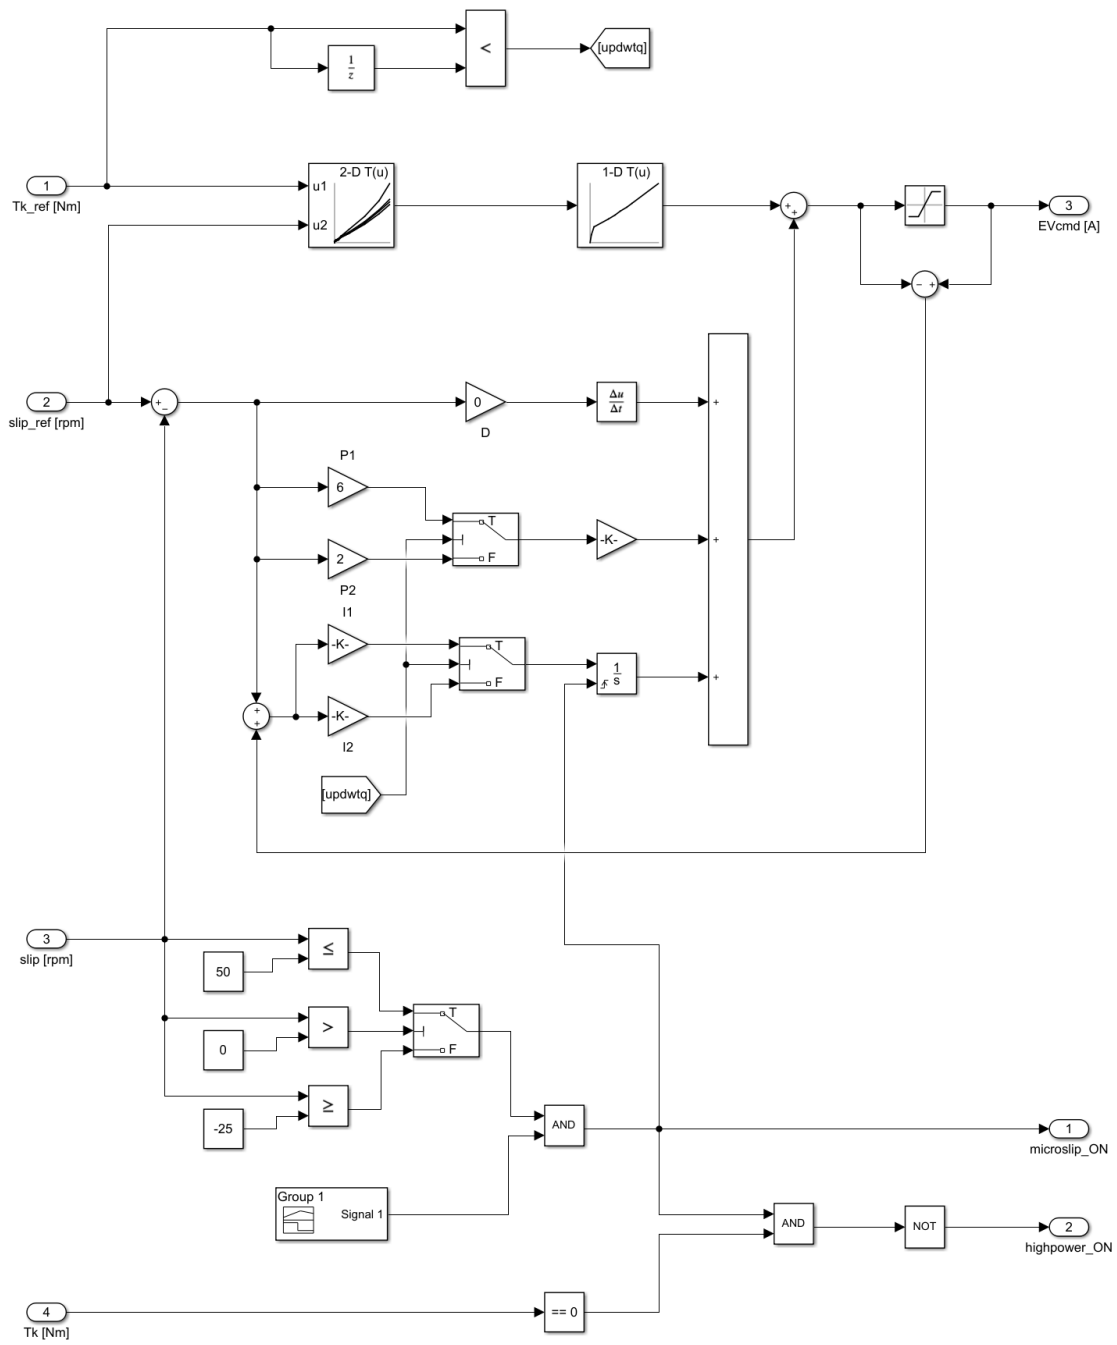 <
[updwtq]
1
z
1
Tk_ref [Nm]
2-D T(u)
u1
u2
1-D T(u)
+
+
3
EVcmd [A]
− +
2
slip_ref [rpm]
+
−
0
D
Δu
Δt
+
P1
6
T
F
-K-
+
2
P2
I1
-K-
T
F
1
s
+
+
+
-K-
I2
[updwtq]
3
slip [rpm]
≤
50
>
0
T
F
≥
-25
AND
1
microslip_ON
Group 1
Signal 1
AND
NOT
2
highpower_ON
4
Tk [Nm]
== 0